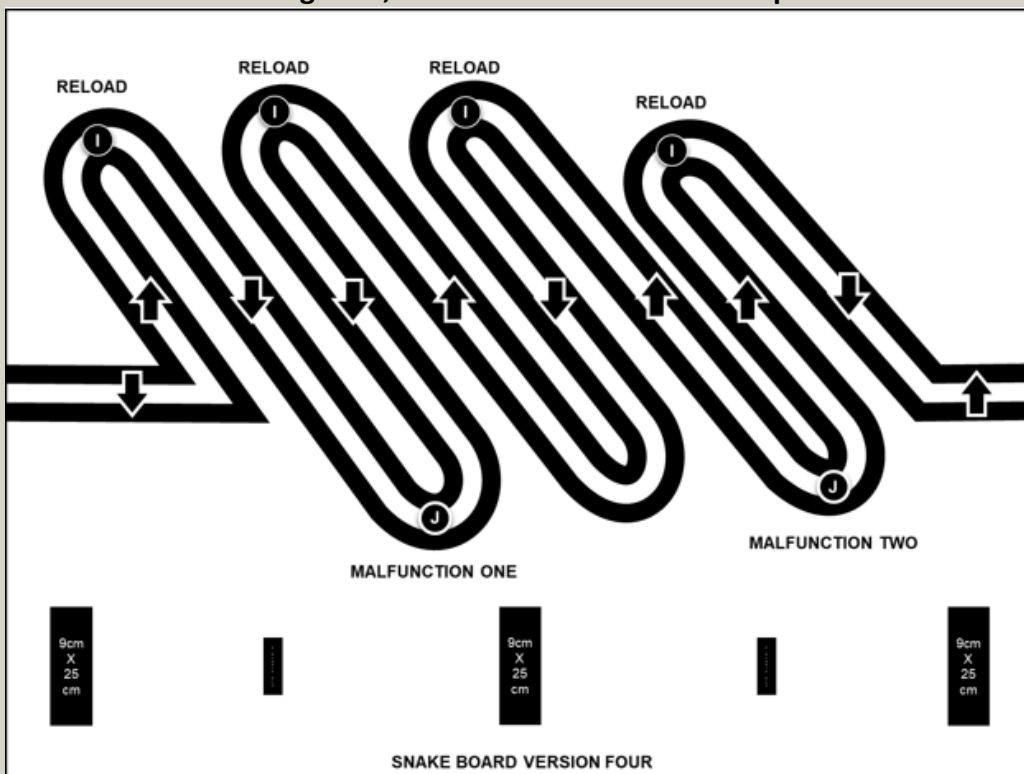 RELOAD
RELOAD
RELOAD
RELOAD
I
I
I
I
J
J
MALFUNCTION ONE
MALFUNCTION TWO
9cm
X
25
cm
9cm
X
25
cm
9cm
X
25
cm
SNAKE BOARD VERSION FOUR